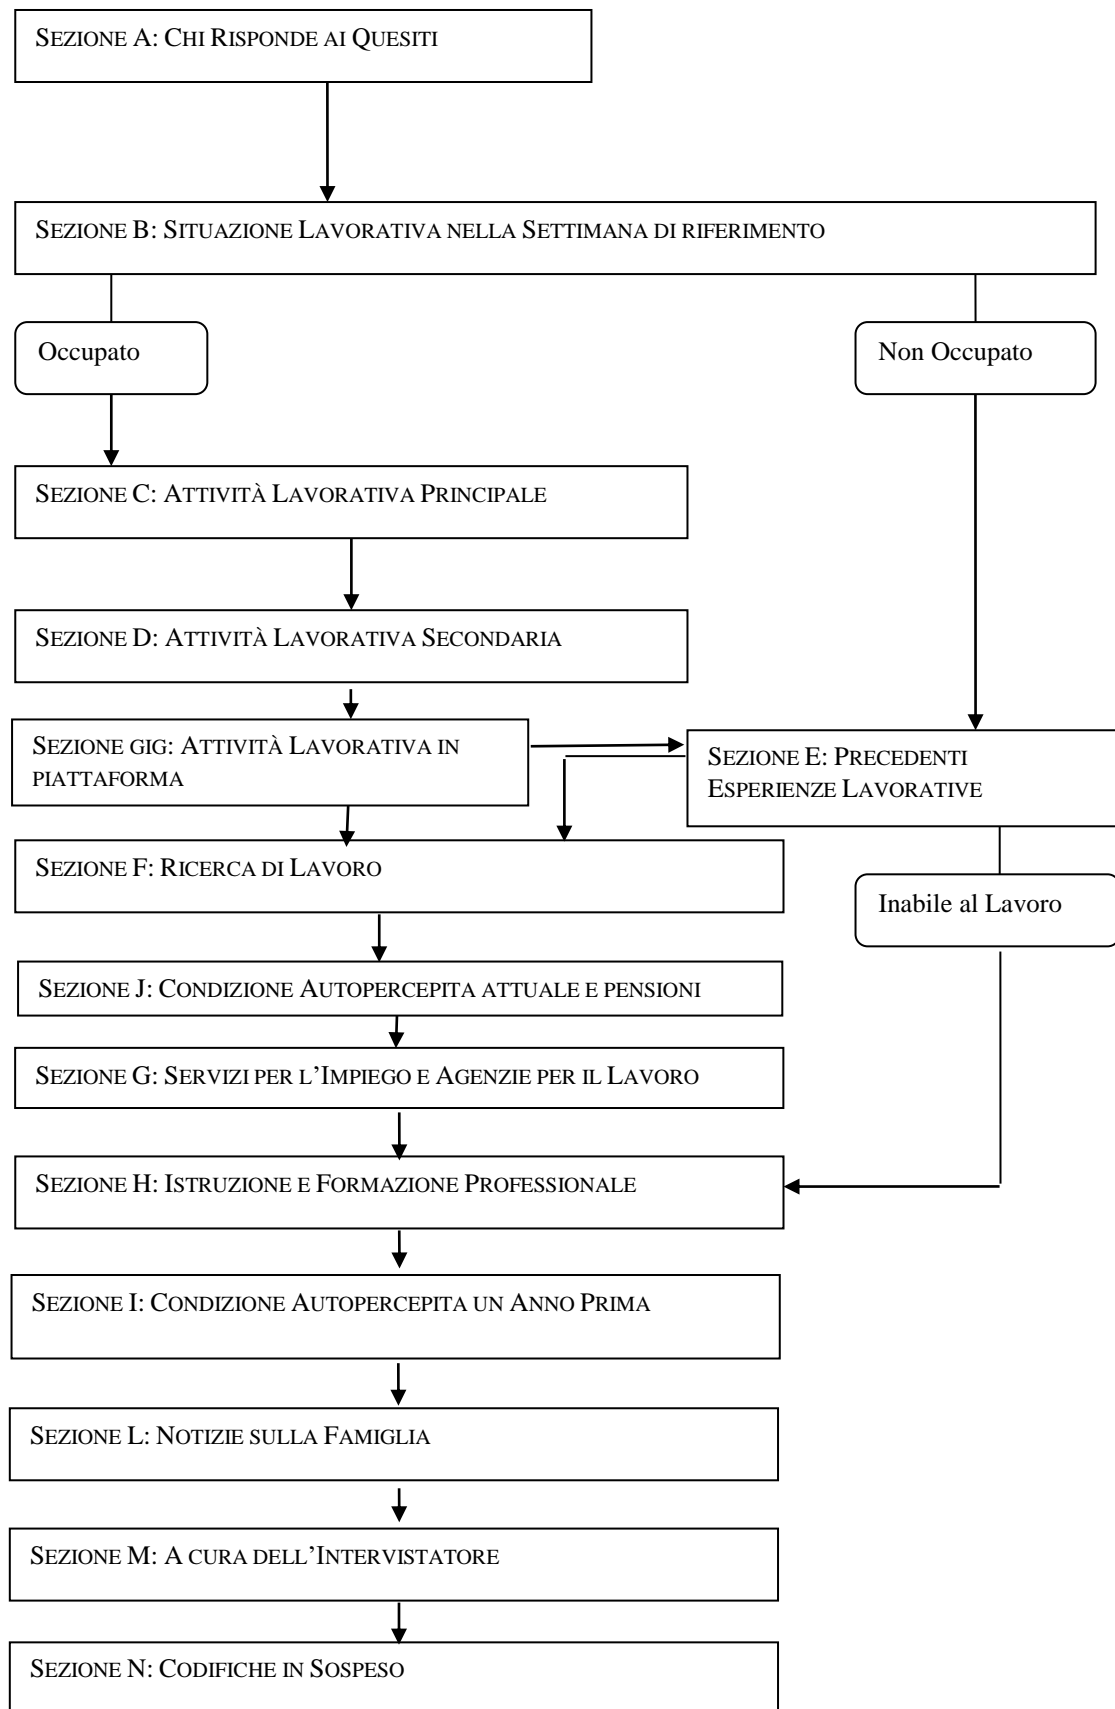 SEZIONE A: CHI RISPONDE AI QUESITI
SEZIONE B: SITUAZIONE LAVORATIVA NELLA SETTIMANA DI RIFERIMENTO
Occupato
Non Occupato
SEZIONE C: ATTIVITÀ LAVORATIVA PRINCIPALE
SEZIONE D: ATTIVITÀ LAVORATIVA SECONDARIA
SEZIONE GIG: ATTIVITÀ LAVORATIVA IN
PIATTAFORMA
SEZIONE E: PRECEDENTI
ESPERIENZE LAVORATIVE
SEZIONE F: RICERCA DI LAVORO
Inabile al Lavoro
SEZIONE J: CONDIZIONE AUTOPERCEPITA ATTUALE E PENSIONI
SEZIONE G: SERVIZI PER L'IMPIEGO E AGENZIE PER IL LAVORO
SEZIONE H: ISTRUZIONE E FORMAZIONE PROFESSIONALE
SEZIONE I: CONDIZIONE AUTOPERCEPITA UN ANNO PRIMA
SEZIONE L: NOTIZIE SULLA FAMIGLIA
SEZIONE M: A CURA DELL'INTERVISTATORE
SEZIONE N: CODIFICHE IN SOSPESO